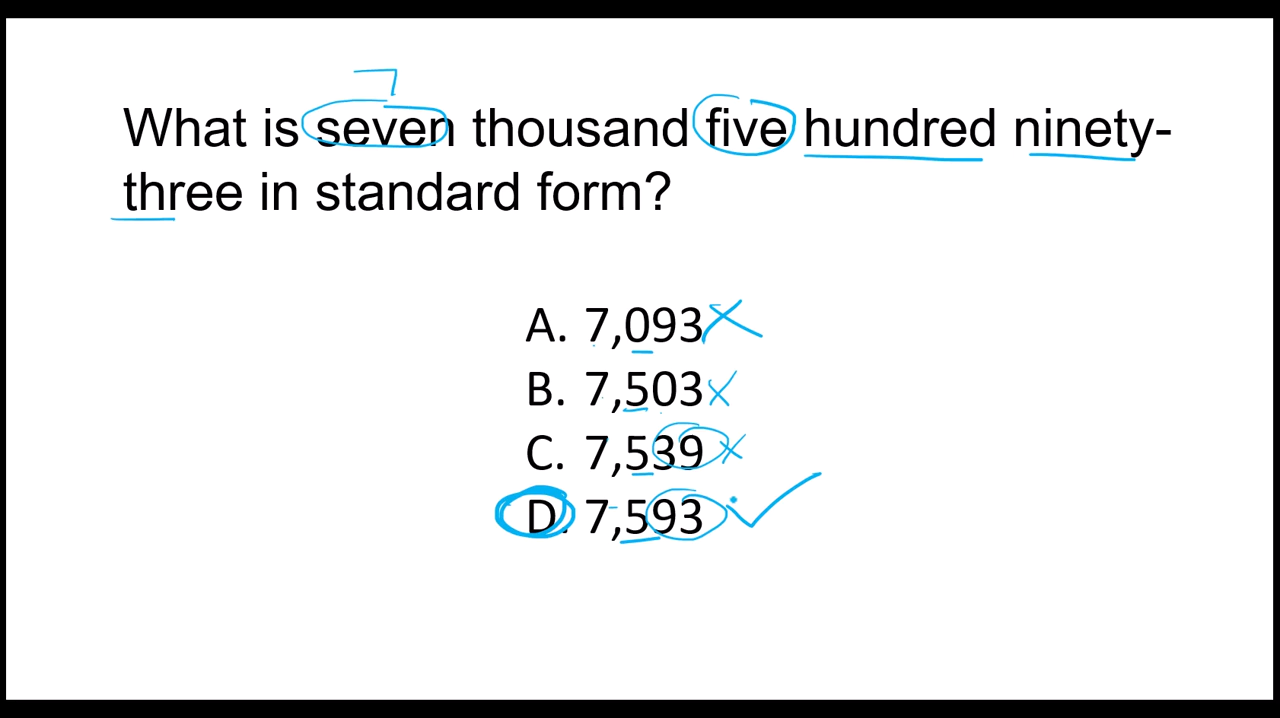 7
What is seven thousand five hundred ninety-
three in standard form?
A. 7,093
B. 7,503
C. 7,539
D. 7,593